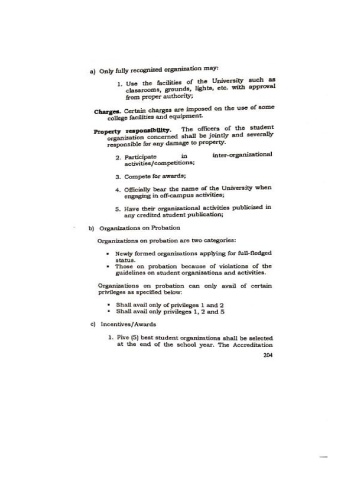 a) Only fully recognized organization may:
1. Use the facilities of the University such as
classrooms, grounds, lights, etc. with approval
from proper authority;
Charges. Certain charges are imposed on the use of some
college facilities and equipment.
Property responsibility. The officers of the student
organization concerned shall be jointly and severally
responsible for any damage to property.
2. Participate in inter-organizational
activities/competitions;
3. Compete for awards;
4. Officially bear the name of the University when
engaging in off-campus activities;
5. Have their organizational activities publicized in
any credited student publication;
b) Organizations on Probation
Organizations on probation are two categories:
• Newly formed organizations applying for full-fledged
status.
• Those on probation because of violations of the
guidelines on student organizations and activities.
Organizations on probation can only avail of certain
privileges as specified below:
• Shall avail only of privileges 1 and 2
• Shall avail only privileges 1, 2 and 5
c) Incentives/Awards
1. Five (5) best student organizations shall be selected
at the end of the school year. The Accreditation
204